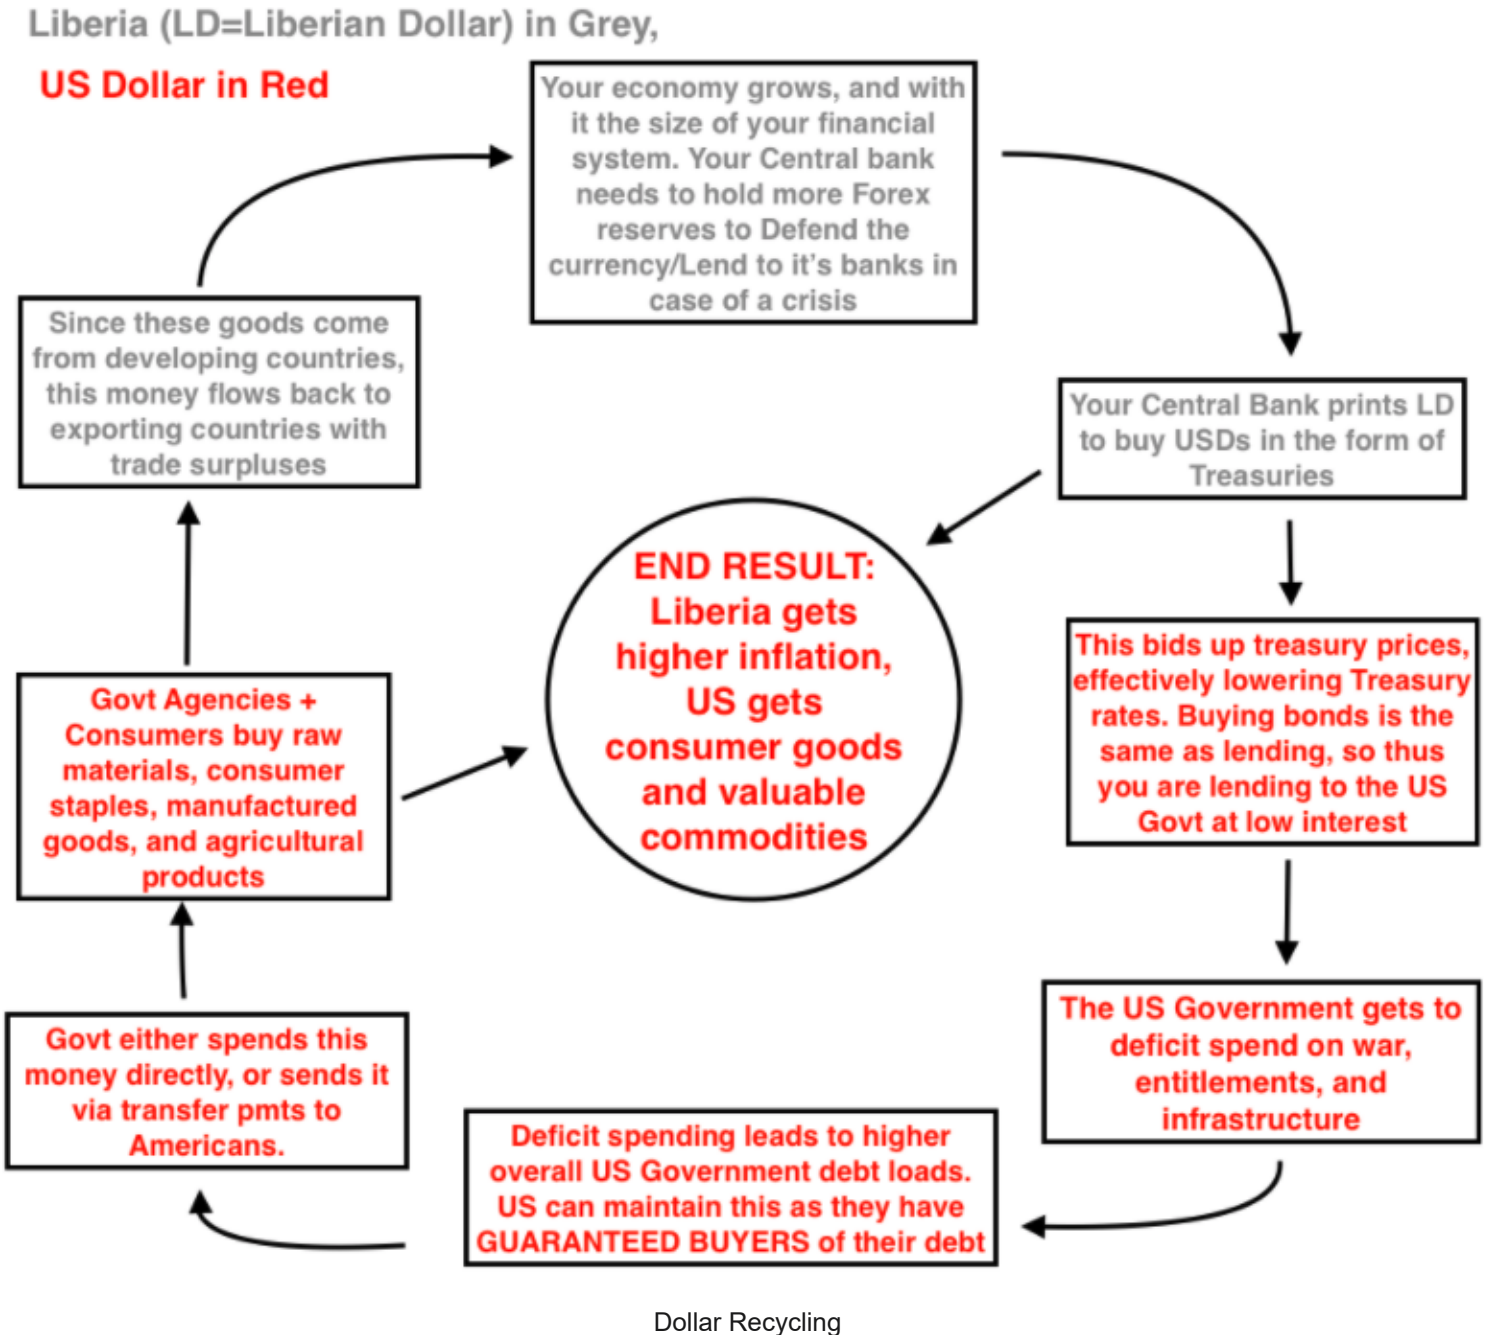 Liberia (LD=Liberian Dollar) in Grey,
US Dollar in Red
Your economy grows, and with
it the size of your financial
system. Your Central bank
needs to hold more Forex
reserves to Defend the
currency/Lend to it's banks in
case of a crisis
Your Central Bank prints LD
to buy USDs in the form of
Treasuries
This bids up treasury prices,
effectively lowering Treasury
rates. Buying bonds is the
same as lending, so thus
you are lending to the US
Govt at low interest
The US Government gets to
deficit spend on war,
entitlements, and
infrastructure
Deficit spending leads to higher
overall US Government debt loads.
US can maintain this as they have
GUARANTEED BUYERS of their debt
Govt either spends this
money directly, or sends it
via transfer pmts to
Americans.
Govt Agencies +
Consumers buy raw
materials, consumer
staples, manufactured
goods, and agricultural
products
Since these goods come
from developing countries,
this money flows back to
exporting countries with
trade surpluses
END RESULT:
Liberia gets
higher inflation,
US gets
consumer goods
and valuable
commodities
Dollar Recycling